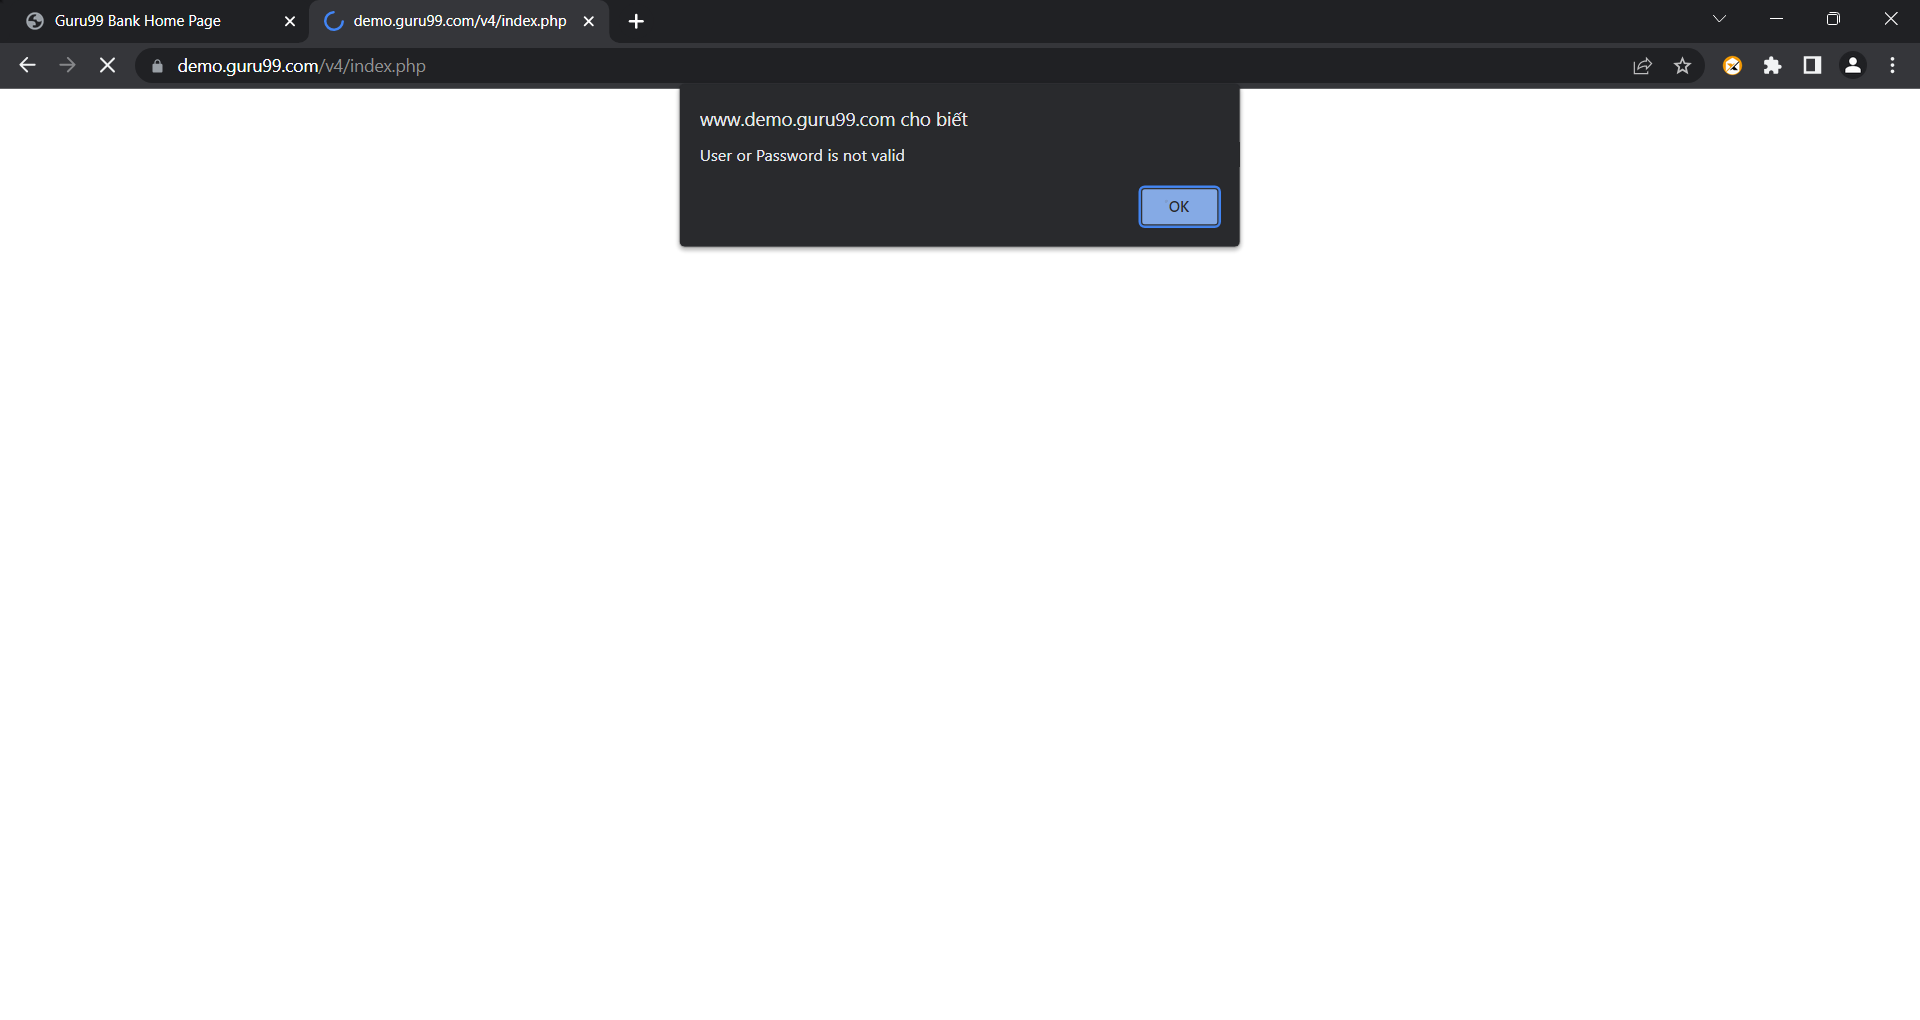 Guru99 Bank Home Page
demo.guru99.com/v4/index.php
demo.guru99.com/v4/index.php
www.demo.guru99.com cho biết
User or Password is not valid
OK